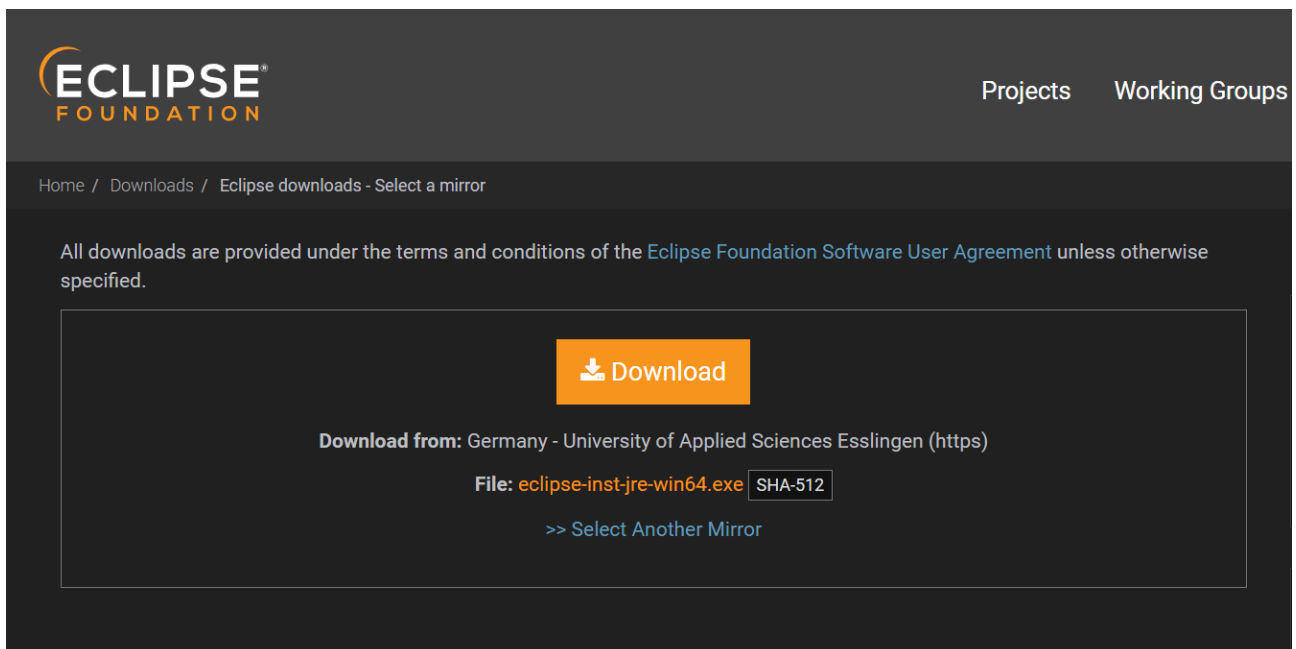 ECLIPSE®
FOUNDATION
Projects Working Groups
Home / Downloads / Eclipse downloads - Select a mirror
All downloads are provided under the terms and conditions of the Eclipse Foundation Software User Agreement unless otherwise
specified.
Download
Download from: Germany - University of Applied Sciences Esslingen (https)
File: eclipse-inst-jre-win64.exe SHA-512
>> Select Another Mirror